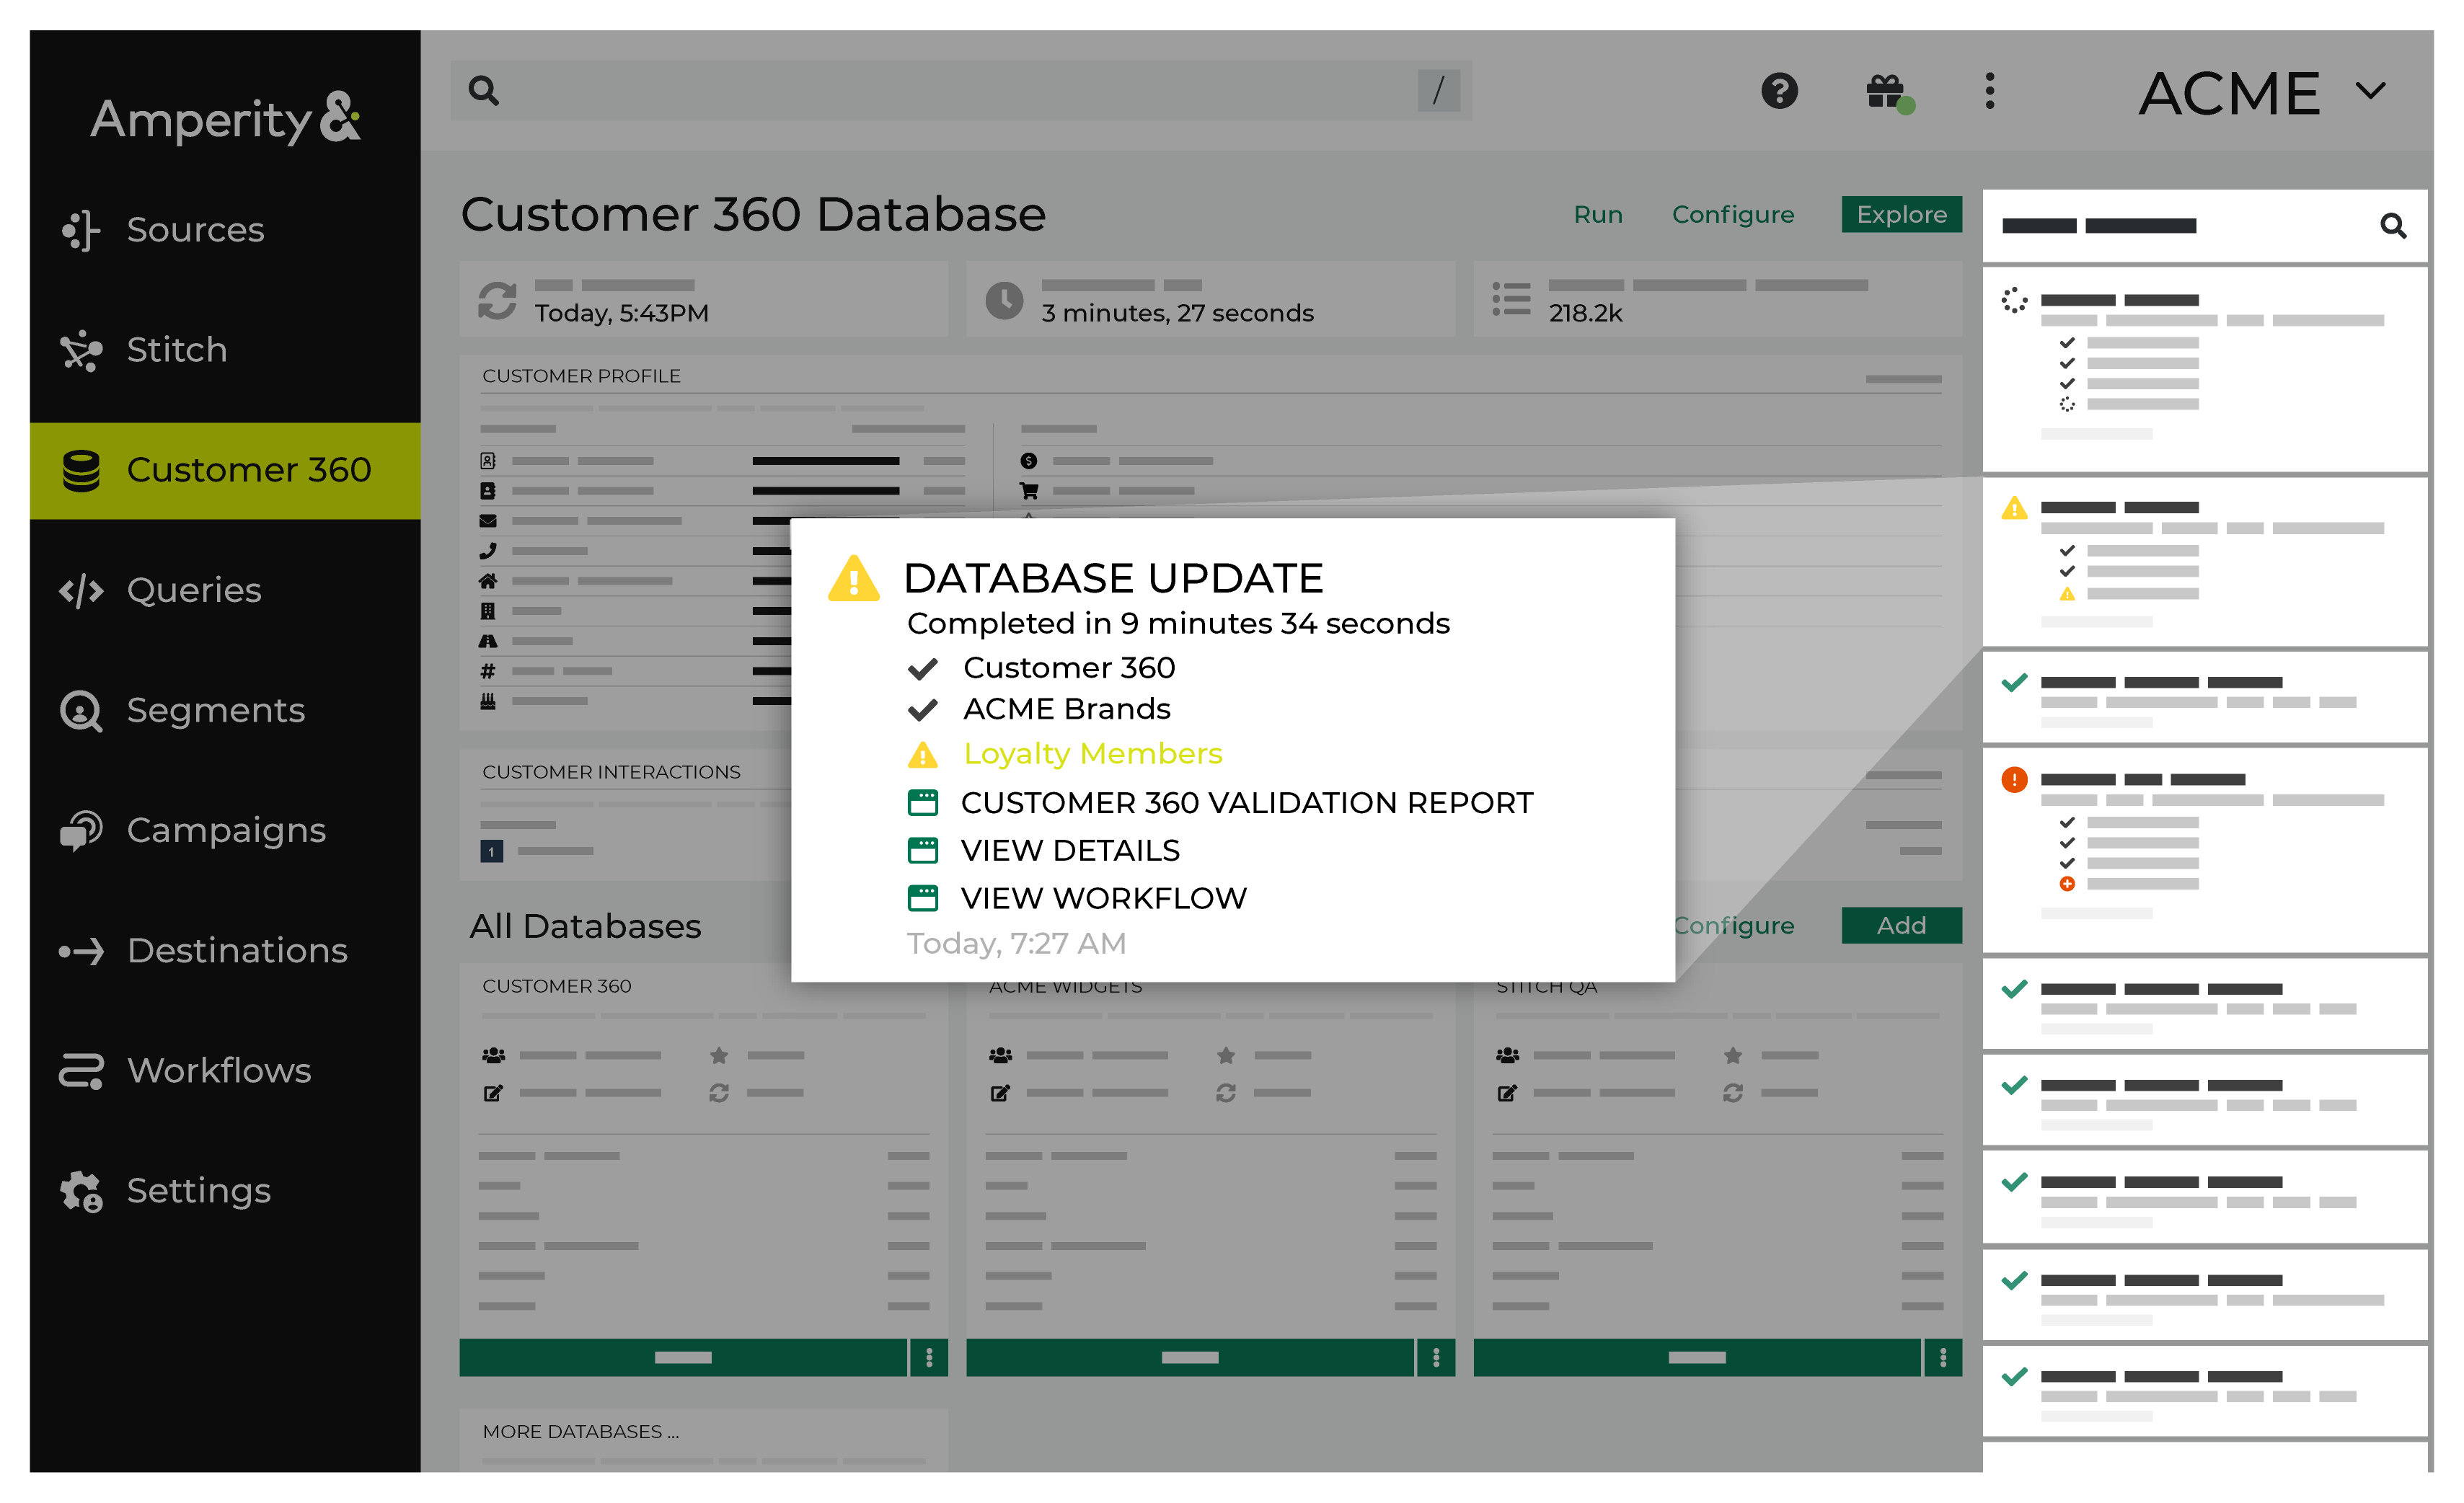 Amperity&
Sources
Stitch
Customer 360
Queries
Segments
Campaigns
Destinations
Workflows
Settings
/
?
ACME
Customer 360 Database
Run
Configure
Explore
Today, 5:43PM
3 minutes, 27 seconds
218.2k
CUSTOMER PROFILE
#
CUSTOMER INTERACTIONS
1
DATABASE UPDATE
Completed in 9 minutes 34 seconds
Customer 360
ACME Brands
Loyalty Members
CUSTOMER 360 VALIDATION REPORT
VIEW DETAILS
VIEW WORKFLOW
Today, 7:27 AM
All Databases
Configure
Add
CUSTOMER 360
ACME WIDGETS
STITCH QA
MORE DATABASES ...